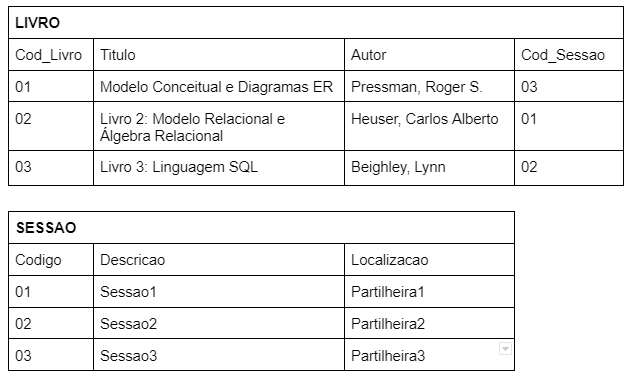 LIVRO
Cod_Livro Titulo Autor Cod_Sessao
01 Modelo Conceitual e Diagramas ER Pressman, Roger S. 03
02 Livro 2: Modelo Relacional e Álgebra Relacional Heuser, Carlos Alberto 01
03 Livro 3: Linguagem SQL Beighley, Lynn 02
SESSAO
Codigo Descricao Localizacao
01 Sessao1 Partilheira1
02 Sessao2 Partilheira2
03 Sessao3 Partilheira3